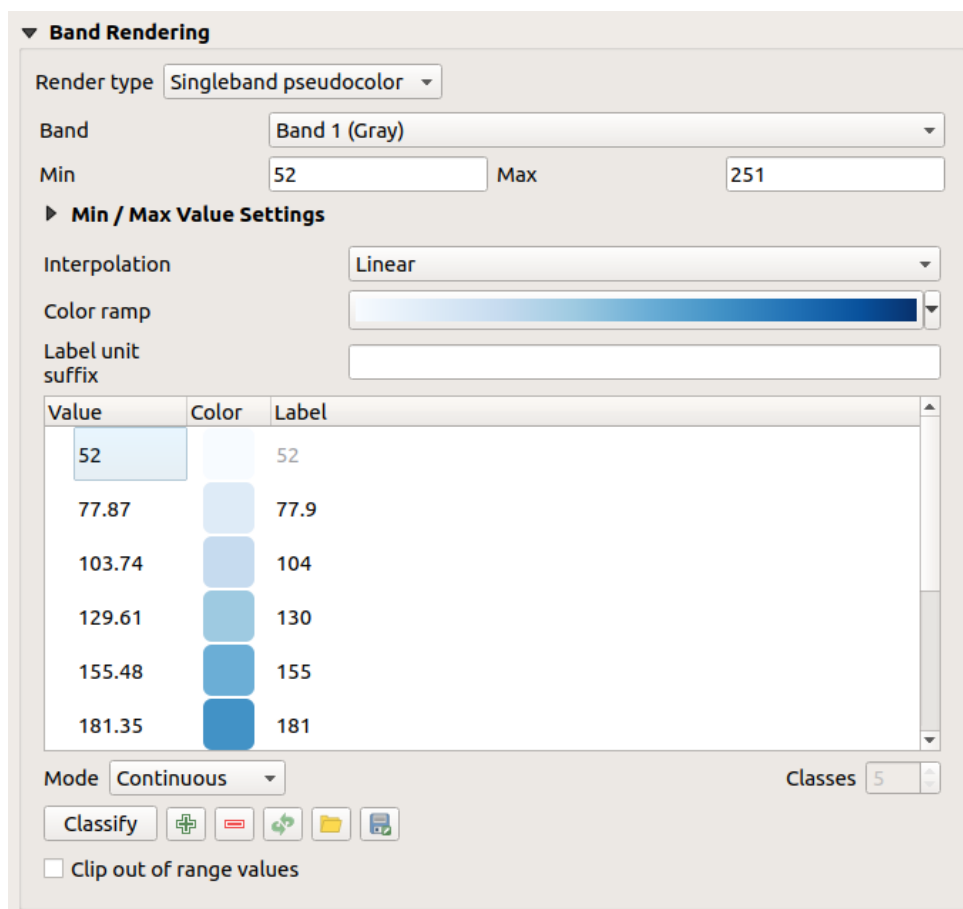 Band Rendering
Render type Singleband pseudocolor
Band Band 1 (Gray)
Min 52 Max 251
Min / Max Value Settings
Interpolation Linear
Color ramp
Label unit
suffix
Value Color Label
52 52
77.87 77.9
103.74 104
129.61 130
155.48 155
181.35 181
Mode Continuous Classes 5
Classify
Clip out of range values